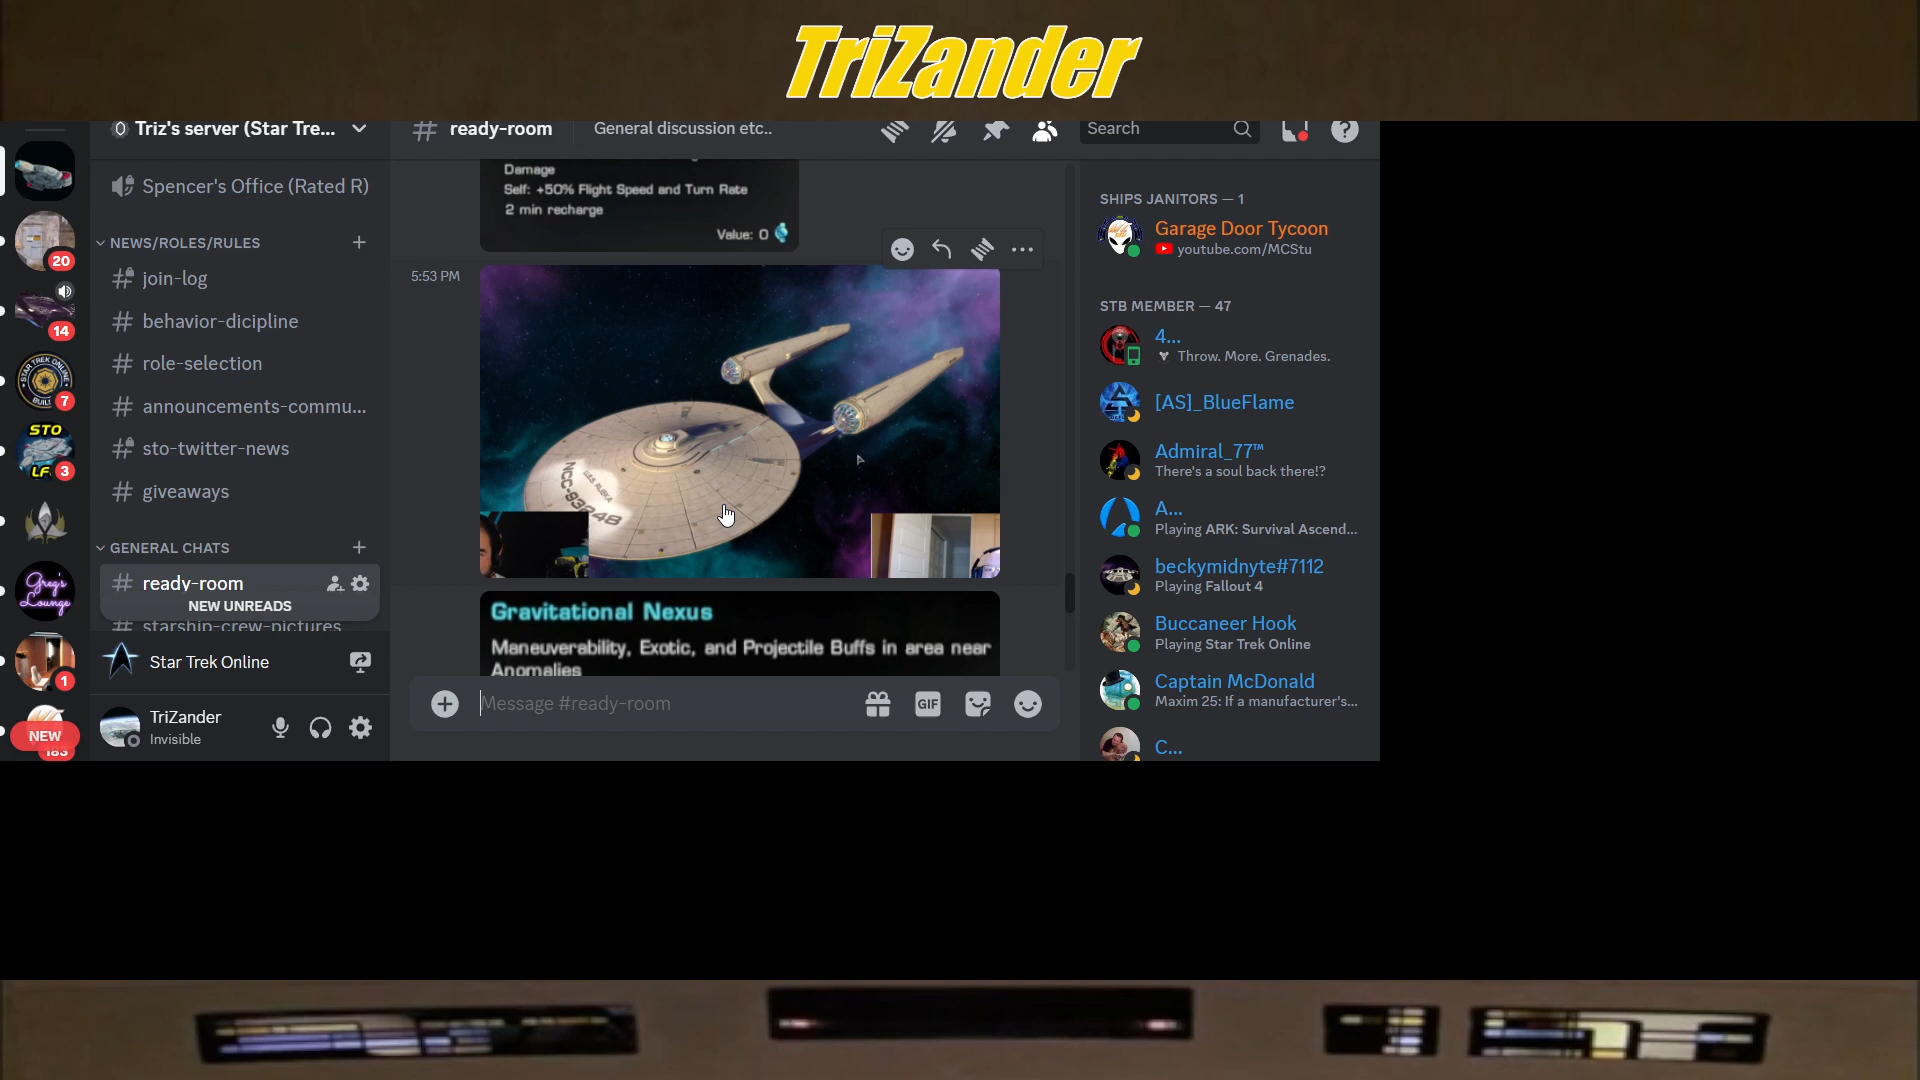 TriZander
Triz's server (Star Tre...
Spencer's Office (Rated R)
NEWS/ROLES/RULES
join-log
behavior-dicipline
role-selection
announcements-commu...
sto-twitter-news
giveaways
GENERAL CHATS
ready-room
NEW UNREADS
starship-crew-pictures
Star Trek Online
TriZander
Invisible
20
14
7
STO
LF
3
Greg's
Lounge
1
NEW
183
ready-room
General discussion etc..
Search
Damage
Self: +50% Flight Speed and Turn Rate
2 min recharge
Value: 0
5:53 PM
NCC-93248
Gravitational Nexus
Maneuverability, Exotic, and Projectile Buffs in area near
Anomalies
Message #ready-room
GIF
SHIPS JANITORS — 1
Garage Door Tycoon
youtube.com/MCStu
STB MEMBER — 47
4...
Throw. More. Grenades.
[AS]_BlueFlame
Admiral_77™
There's a soul back there!?
A...
Playing ARK: Survival Ascend...
beckymidnyte#7112
Playing Fallout 4
Buccaneer Hook
Playing Star Trek Online
Captain McDonald
Maxim 25: If a manufacturer's...
C...